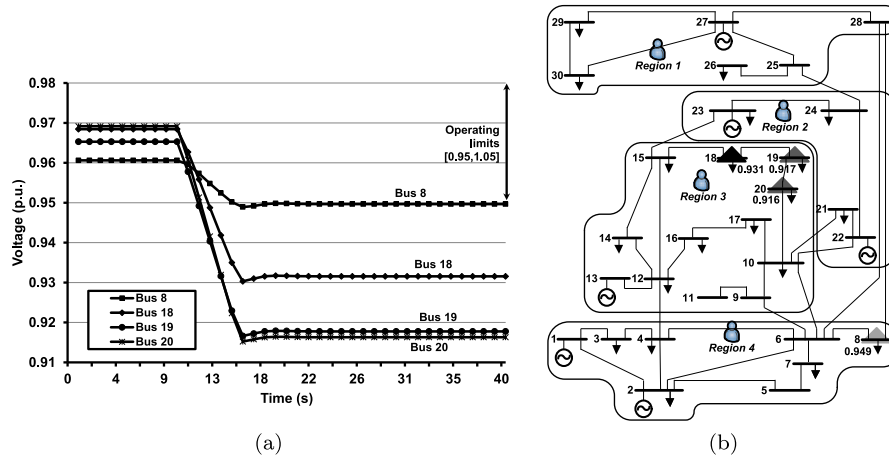 0.98
0.97
0.96
0.95
0.94
0.93
0.92
0.91
Voltage (p.u.)
Operating
limits
[0.95,1.05]
Bus 8
Bus 18
Bus 19
Bus 20
Bus 8
Bus 18
Bus 19
Bus 20
0 4 9 13 18 22 26 31 35 40
Time (s)
(a)
29 27 28
Region 1
26 25
30
23 24
Region 2
15 18 19
0.931 0.917
20
0.916
Region 3
17 21
14 16 22
13 12 10
11 9
1 3 4 6 8
Region 4
0.949
7
2 5
(b)